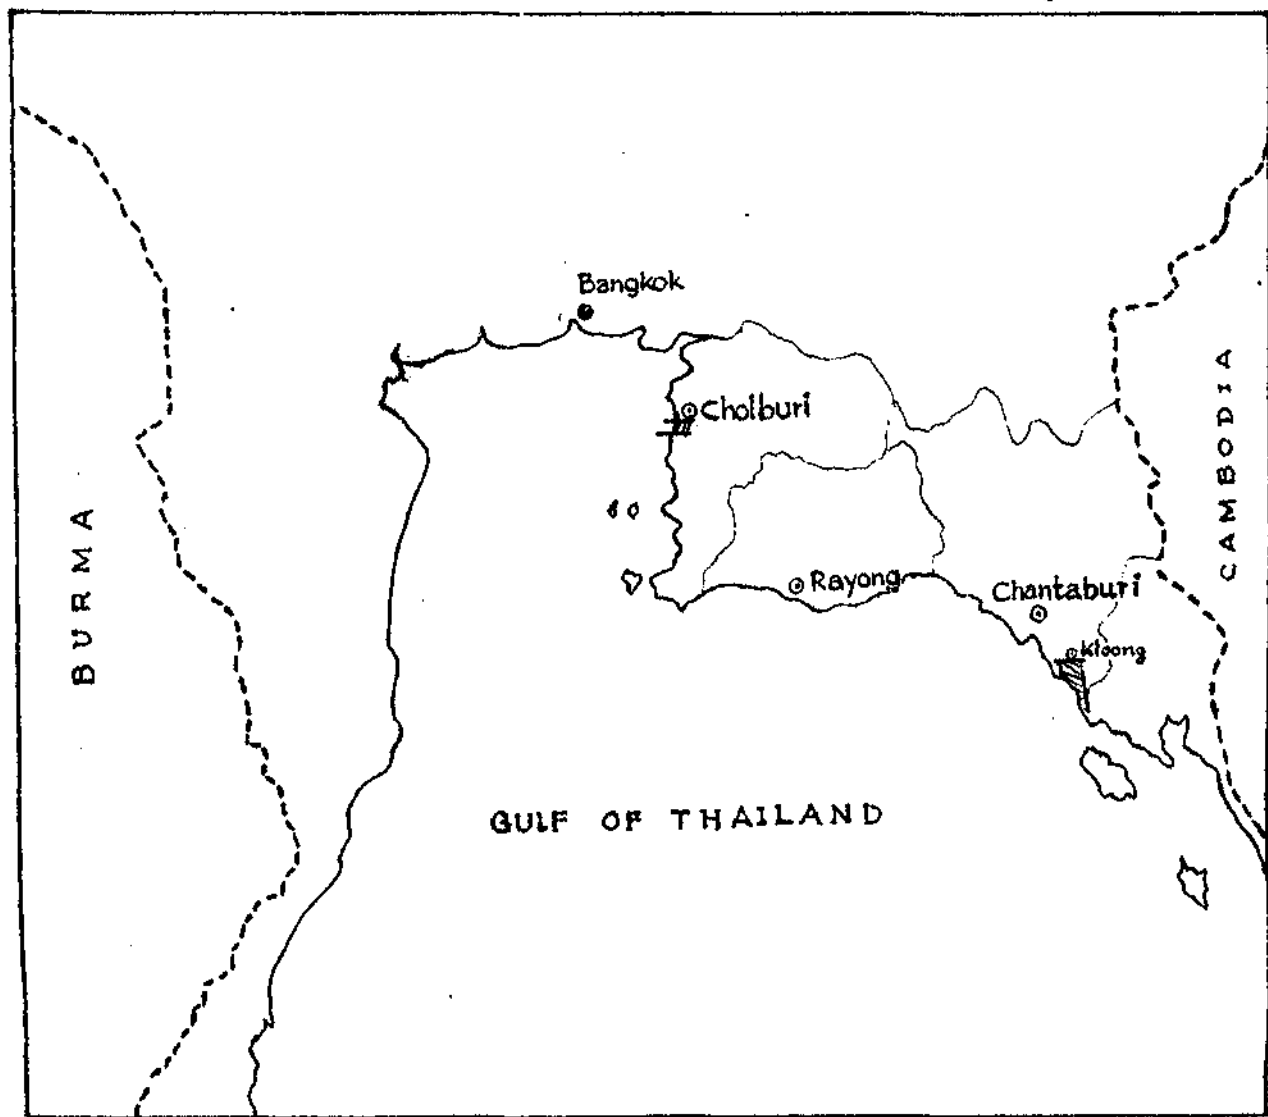 Bangkok
Cholburi
CAMBODIA
BURMA
Rayong
Chantaburi
Kloong
GULF OF THAILAND